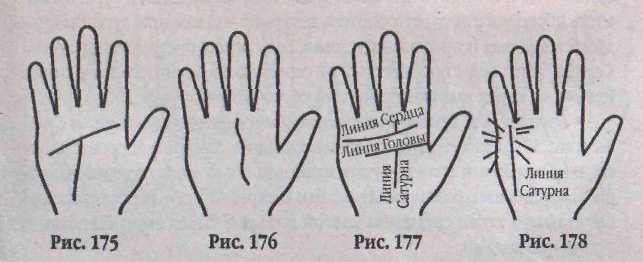 Линия Сердца
Линия Головы
Линия
Сатурна
Линия
Сатурна
Рис. 175
Рис. 176
Рис. 177
Рис. 178